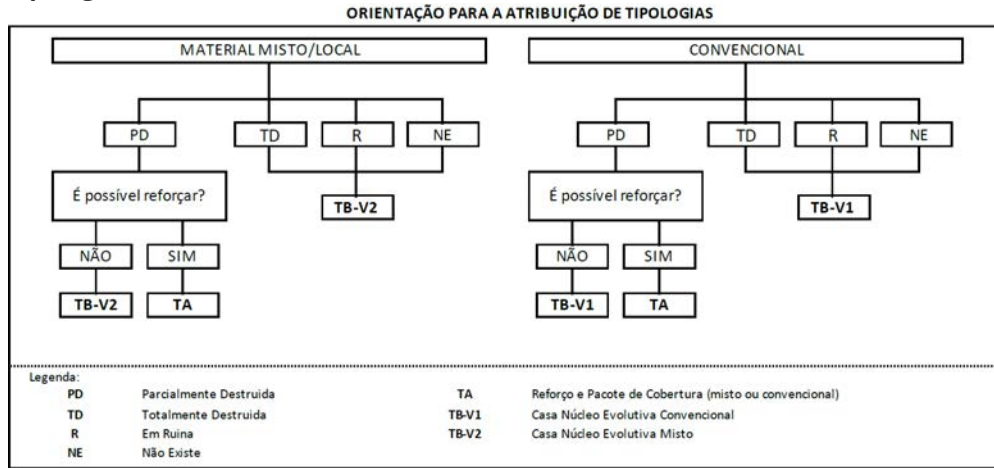 ORIENTAÇÃO PARA A ATRIBUIÇÃO DE TIPOLOGIAS
MATERIAL MISTO/LOCAL
PD TD R NE
É possível reforçar?
TB-V2
NÃO SIM
TB-V2 TA
CONVENCIONAL
PD TD R NE
É possível reforçar?
TB-V1
NÃO SIM
TB-V1 TA
Legenda:
PD Parcialmente Destruida
TD Totalmente Destruida
R Em Ruina
NE Não Existe
TA Reforço e Pacote de Cobertura (misto ou convencional)
TB-V1 Casa Núcleo Evolutiva Convencional
TB-V2 Casa Núcleo Evolutiva Misto